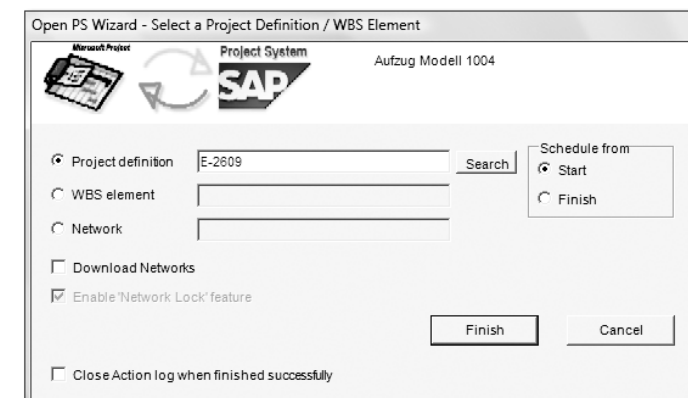 Open PS Wizard - Select a Project Definition / WBS Element
Microsoft Project
Project System
SAP
Aufzug Modell 1004
Project definition
E-2609
Search
WBS element
Network
Schedule from
Start
Finish
Download Networks
Enable 'Network Lock' feature
Finish
Cancel
Close Action log when finished successfully